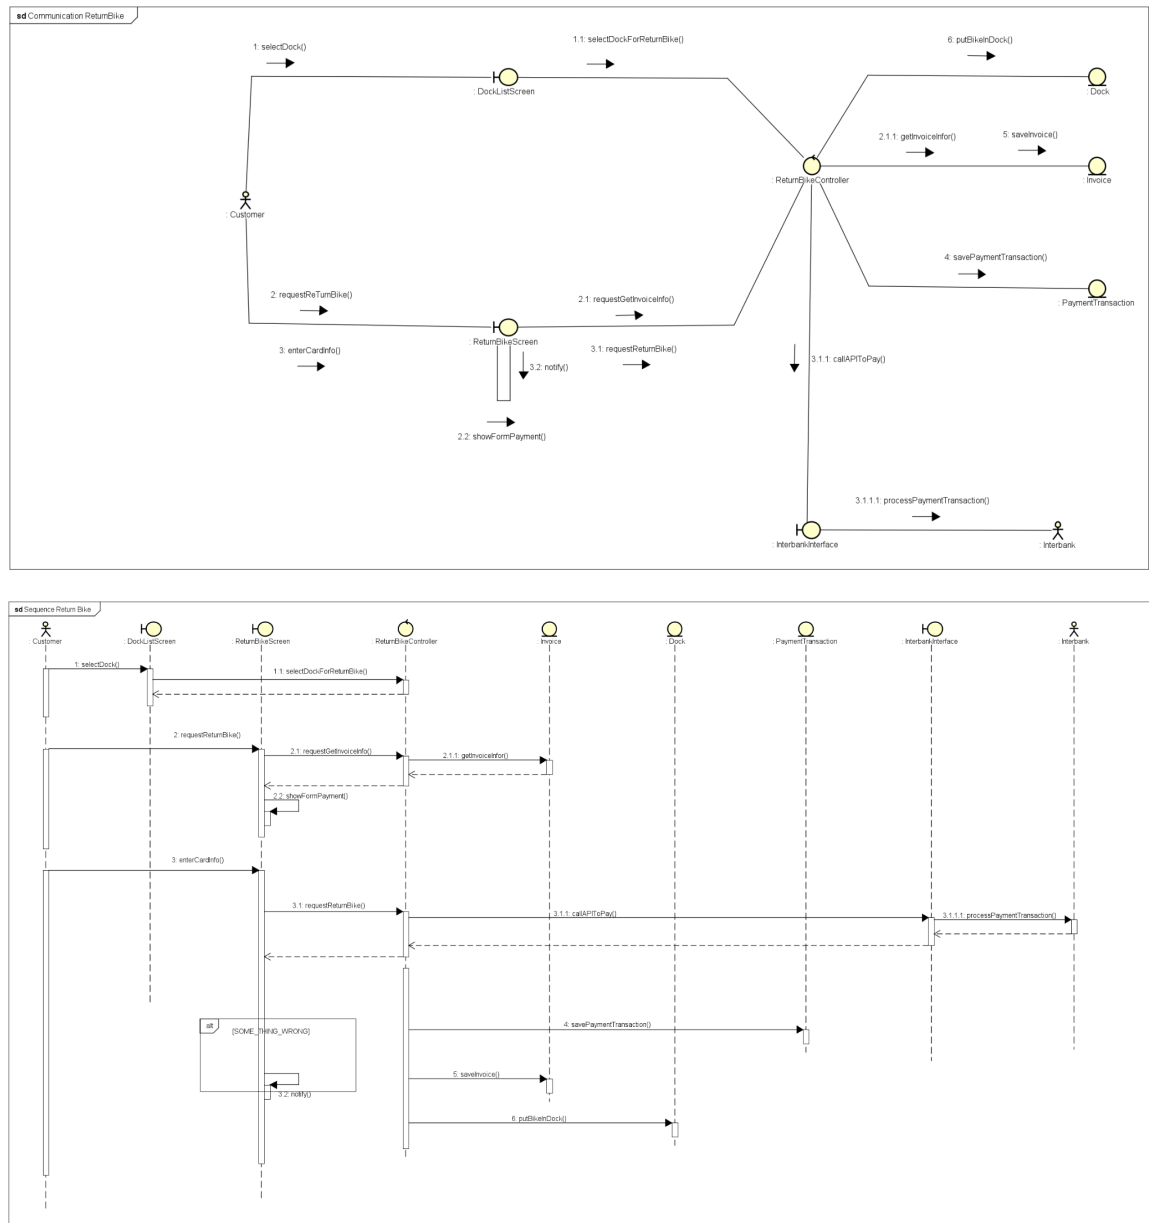 sd Communication ReturnBike
6: putBikeInDock()
1.1: selectDockForReturnBike()
1: selectDock()
: DockListScreen
: Dock
2.1.1: getInvoiceInfor()
5: saveInvoice()
: ReturnBikeController
: Invoice
: Customer
4: savePaymentTransaction()
2: requestReTurnBike()
2.1: requestGetInvoiceInfo()
: PaymentTransaction
: ReturnBikeScreen
3: enterCardInfo()
3.1: requestReturnBike()
3.1.1: callAPIToPay()
3.2: notify()
2.2: showFormPayment()
3.1.1.1: processPaymentTransaction()
: InterbankInterface
: Interbank
sd Sequence Return Bike
: Customer
: DockListScreen
: ReturnBikeScreen
: ReturnBikeController
Invoice
: Dock
: PaymentTransaction
: InterbankInterface
: Interbank
1: selectDock()
1.1: selectDockForReturnBike()
2: requestReturnBike()
2.1: requestGetInvoiceInfo()
2.1.1: getInvoiceInfor()
2.2: showFormPayment()
3: enterCardInfo()
3.1: requestReturnBike()
3.1.1: callAPIToPay()
3.1.1.1: processPaymentTransaction()
alt
[SOME_THING_WRONG]
4: savePaymentTransaction()
5: saveInvoice()
3.2: notify()
6: putBikeInDock()